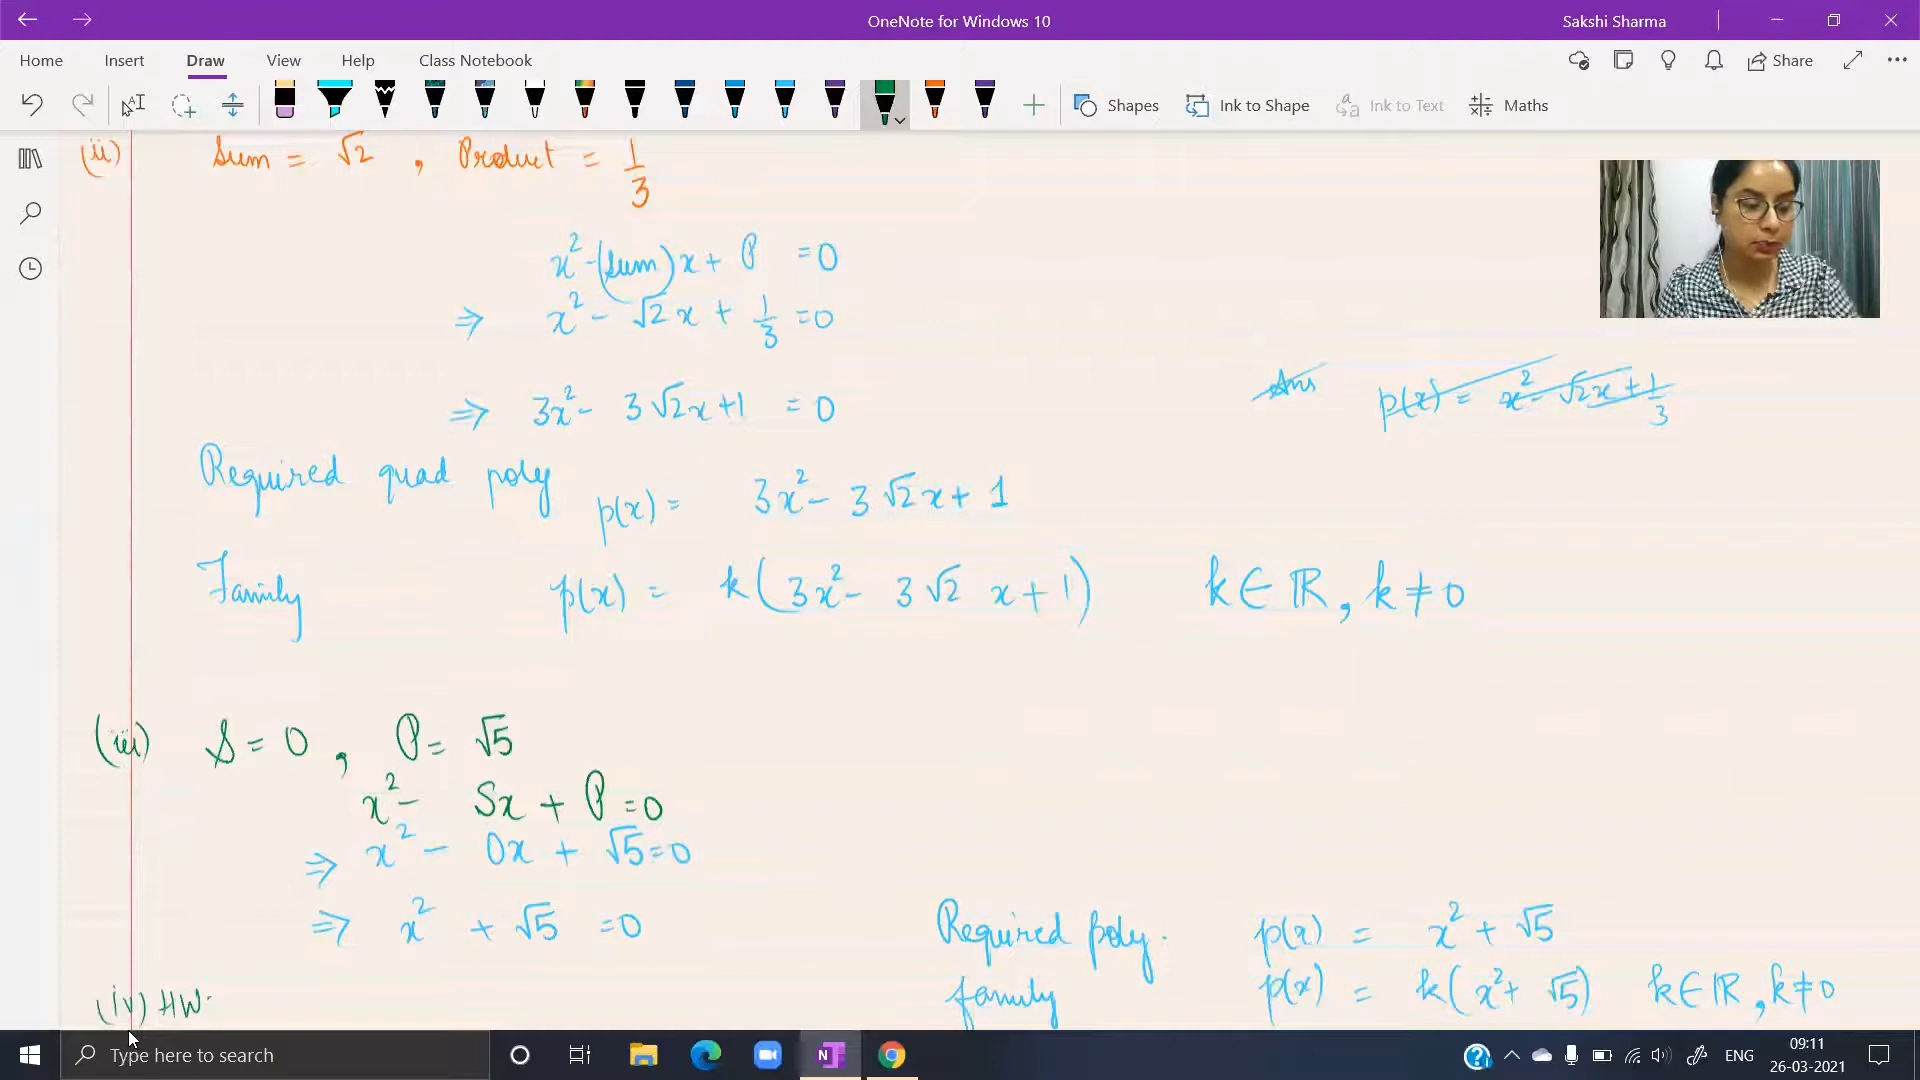 OneNote for Windows 10
Sakshi Sharma
Home Insert Draw View Help Class Notebook
Share
Shapes Ink to Shape Ink to Text Maths
(ii) Sum = √2 , Product = 1/3
x² - (sum) x + P = 0
⇒ x² - √2 x + 1/3 = 0
Ans p(x) = x² - √2x + 1/3
⇒ 3x² - 3√2x+1 = 0
Required quad poly p(x) = 3x² - 3√2x + 1
Family p(x) = k(3x² - 3√2 x+1) k∈ℝ, k≠0
(iii) S = 0 , P = √5
x² - Sx + P = 0
⇒ x² - 0x + √5 = 0
⇒ x² + √5 = 0
Required poly. p(x) = x² + √5
family p(x) = k(x² + √5) k∈ℝ, k≠0
(iv) HW.
Type here to search
N
ENG
09:11
26-03-2021